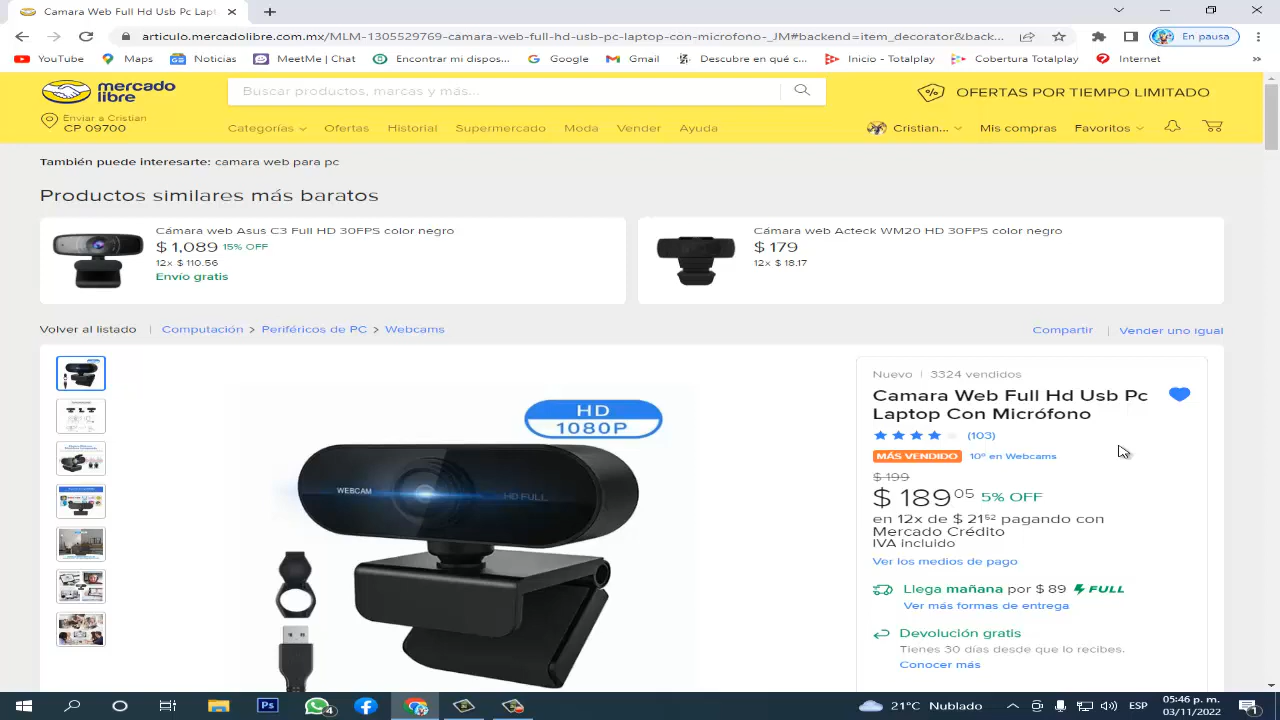 Camara Web Full Hd Usb Pc Lapt
articulo.mercadolibre.com.mx/MLM-1305529769-camara-web-full-hd-usb-pc-laptop-con-microfono-_JM#backend=item_decorator&back...
En pausa
YouTube
Maps
Noticias
MeetMe | Chat
Encontrar mi dispos...
Google
Gmail
Descubre en qué c...
Inicio - Totalplay
Cobertura Totalplay
Internet
»
mercado
libre
Buscar productos, marcas y más...
OFERTAS POR TIEMPO LIMITADO
Enviar a Cristian
CP 09700
Categorías
Ofertas
Historial
Supermercado
Moda
Vender
Ayuda
Cristian...
Mis compras
Favoritos
También puede interesarte: camara web para pc
Productos similares más baratos
Cámara web Asus C3 Full HD 30FPS color negro
$ 1,089 15% OFF
12x $ 110.56
Envío gratis
Cámara web Acteck WM20 HD 30FPS color negro
$ 179
12x $ 18.17
Volver al listado | Computación > Periféricos de PC > Webcams
Compartir | Vender uno igual
HD
1080P
WEBCAM
HD FULL
Nuevo | 3324 vendidos
Camara Web Full Hd Usb Pc
Laptop Con Micrófono
(103)
MÁS VENDIDO 10º en Webcams
$ 199
$ 189 05 5% OFF
en 12x de $ 21 62 pagando con
Mercado Crédito
IVA incluido
Ver los medios de pago
Llega mañana por $ 89 FULL
Ver más formas de entrega
Devolución gratis
Tienes 30 días desde que lo recibes.
Conocer más
Ps
4
21°C Nublado
ESP
05:46 p. m.
03/11/2022
1